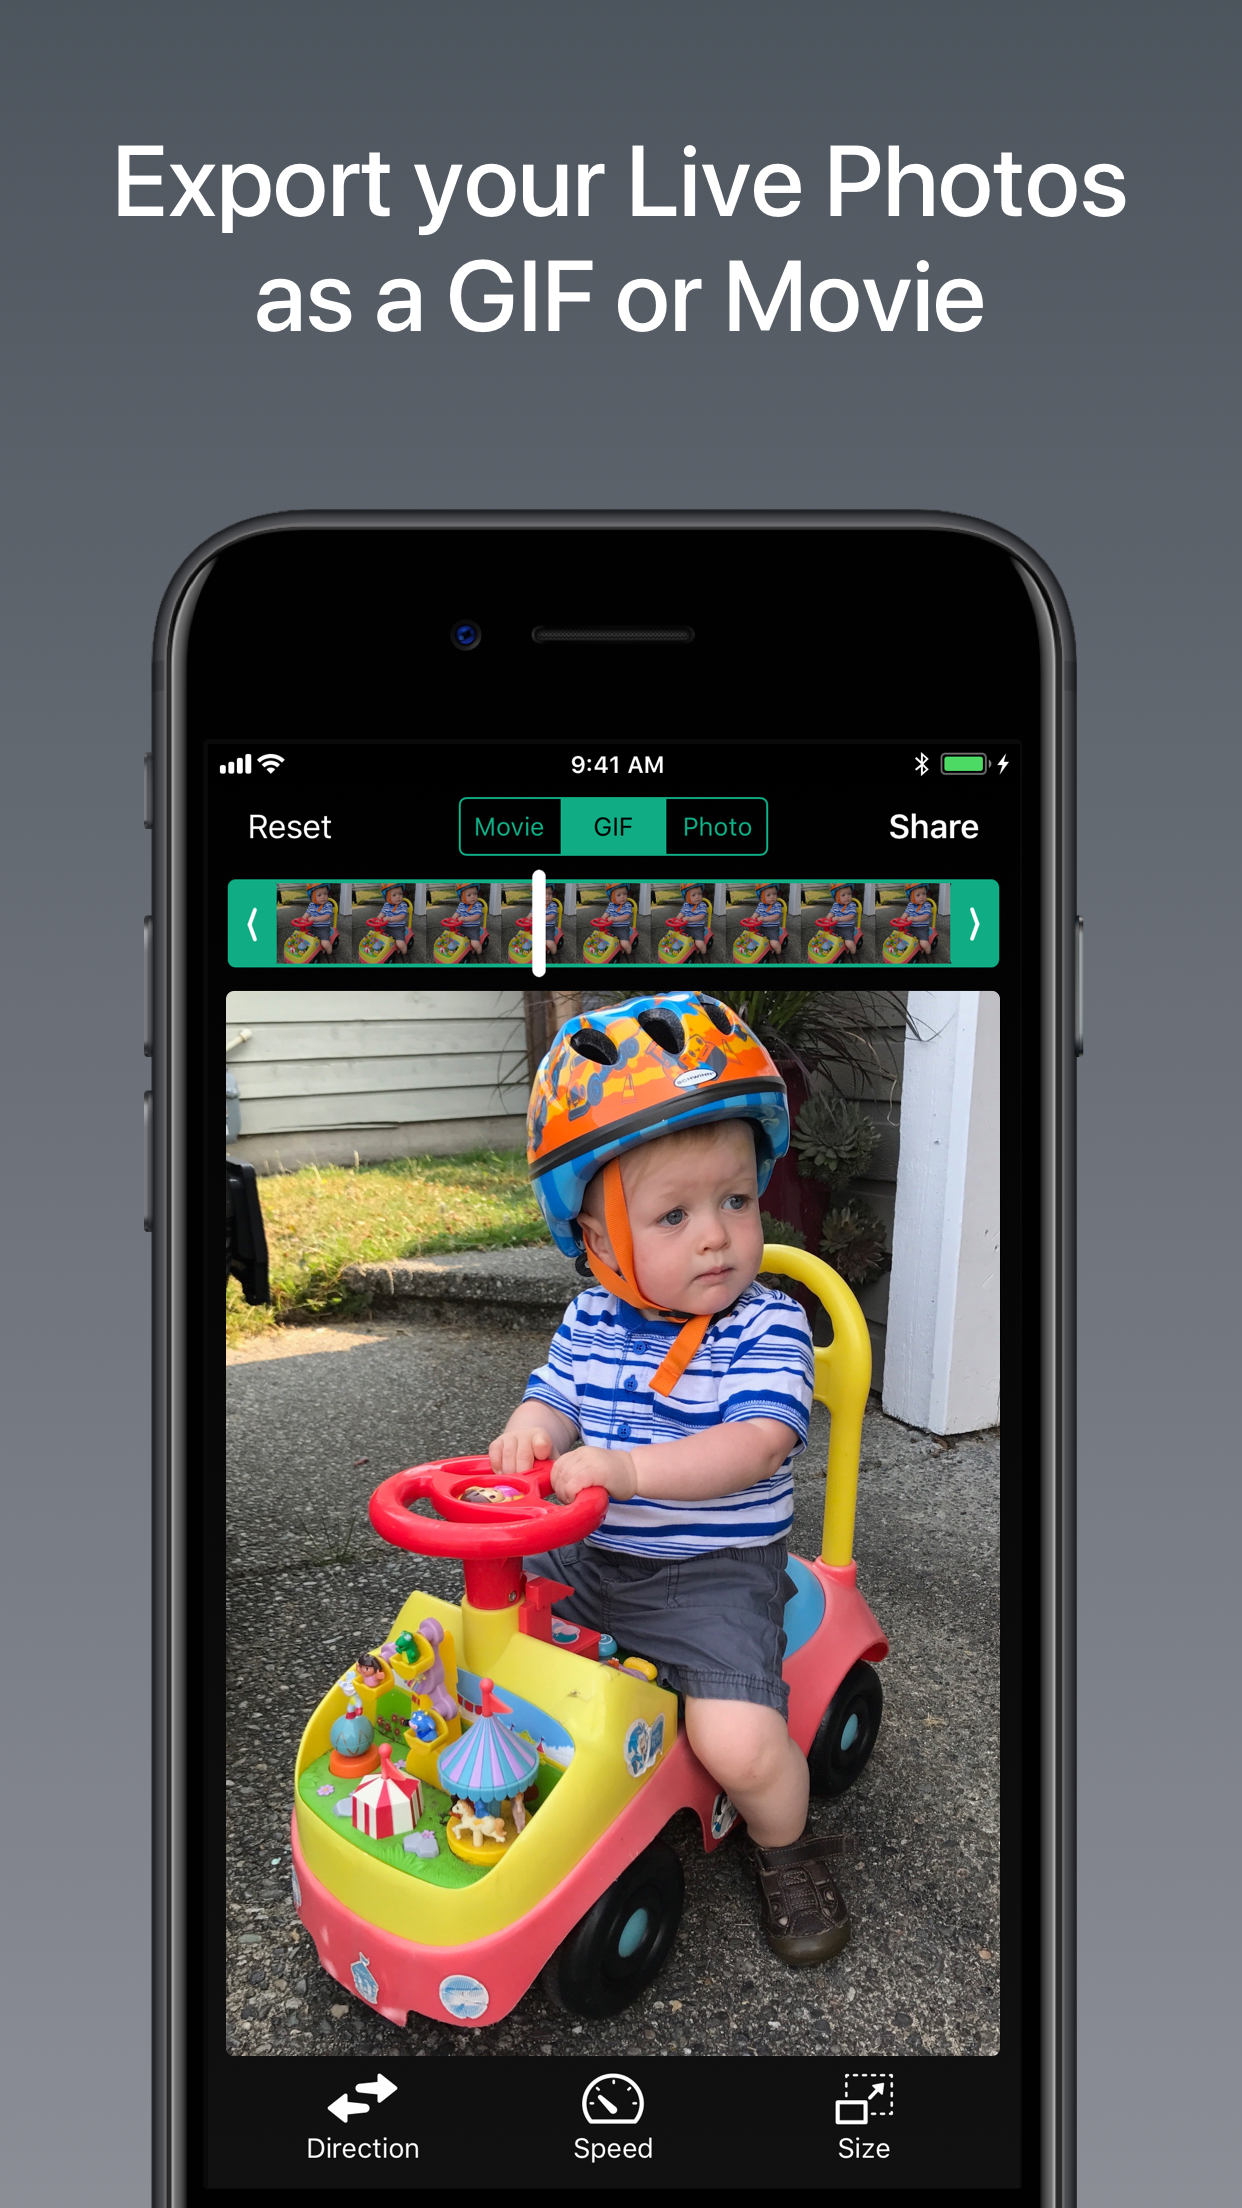 Export your Live Photos
as a GIF or Movie
9:41 AM
Reset
Movie
GIF
Photo
Share
SCHWINN
Direction
Speed
Size